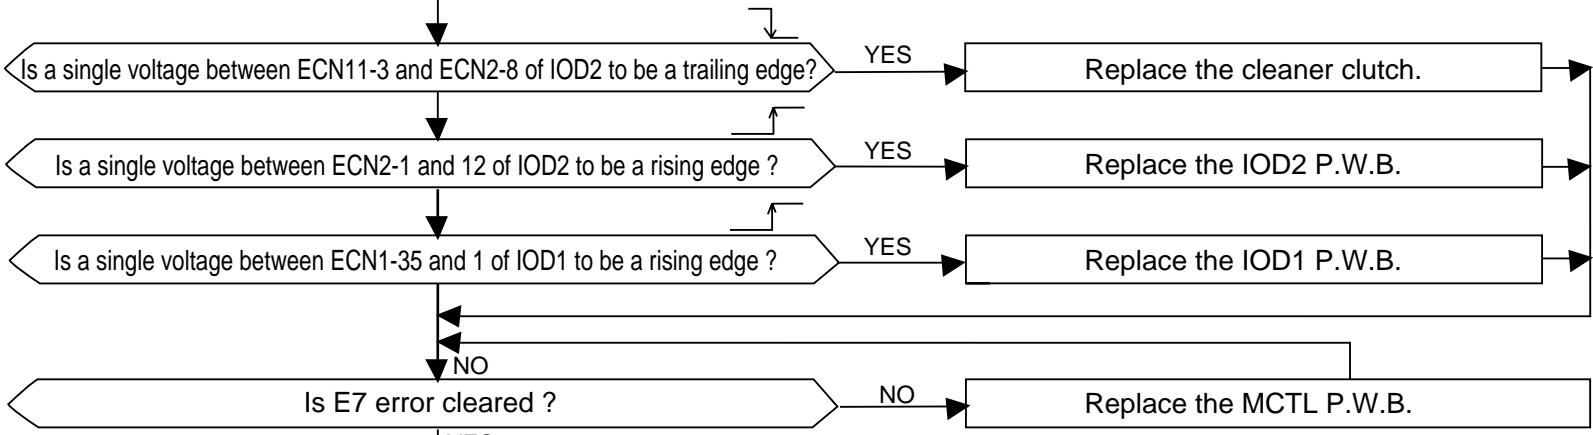 Is a single voltage between ECN11-3 and ECN2-8 of IOD2 to be a trailing edge?
YES
Replace the cleaner clutch.
Is a single voltage between ECN2-1 and 12 of IOD2 to be a rising edge ?
YES
Replace the IOD2 P.W.B.
Is a single voltage between ECN1-35 and 1 of IOD1 to be a rising edge ?
YES
Replace the IOD1 P.W.B.
NO
Is E7 error cleared ?
NO
Replace the MCTL P.W.B.